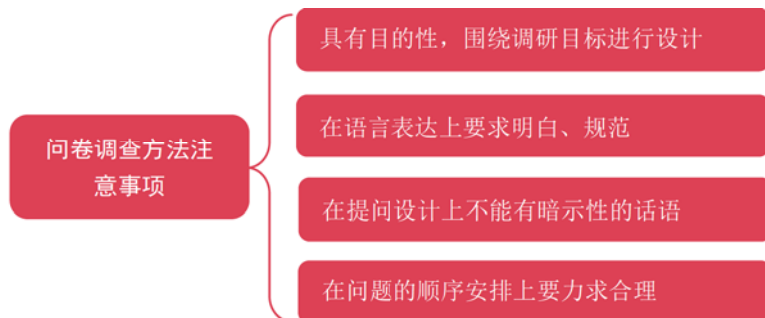 问卷调查方法注
意事项
具有目的性，围绕调研目标进行设计
在语言表达上要求明白、规范
在提问设计上不能有暗示性的话语
在问题的顺序安排上要力求合理